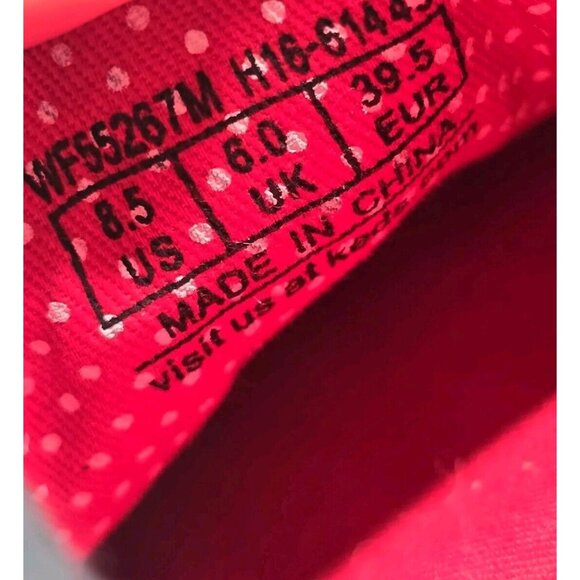 WF55267M H16-61443
8.5 US
6.0 UK
39.5 EUR
MADE IN CHINA
visit us at keds.com